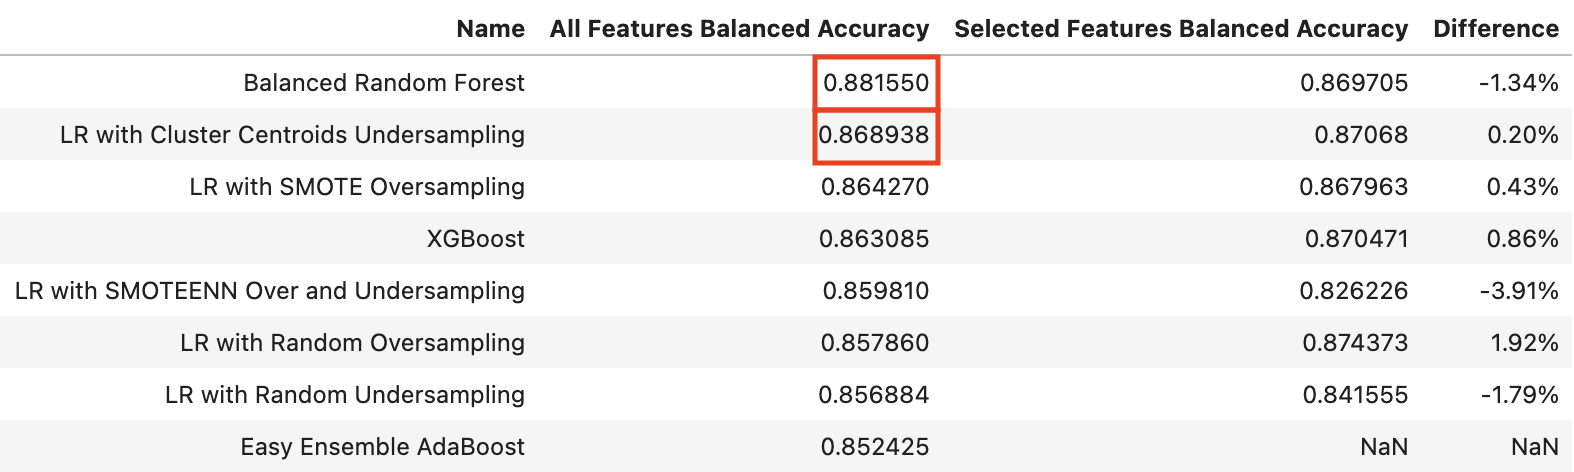 Name All Features Balanced Accuracy Selected Features Balanced Accuracy Difference
Balanced Random Forest 0.881550 0.869705 -1.34%
LR with Cluster Centroids Undersampling 0.868938 0.87068 0.20%
LR with SMOTE Oversampling 0.864270 0.867963 0.43%
XGBoost 0.863085 0.870471 0.86%
LR with SMOTEENN Over and Undersampling 0.859810 0.826226 -3.91%
LR with Random Oversampling 0.857860 0.874373 1.92%
LR with Random Undersampling 0.856884 0.841555 -1.79%
Easy Ensemble AdaBoost 0.852425 NaN NaN